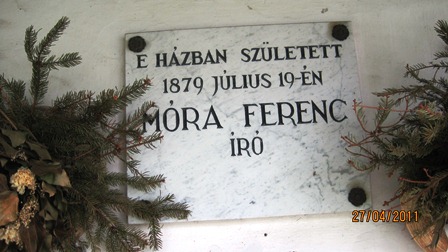 E HÁZBAN SZÜLETETT
1879 JÚLIUS 19-ÉN
MÓRA FERENC
ÍRÓ
27/04/2011